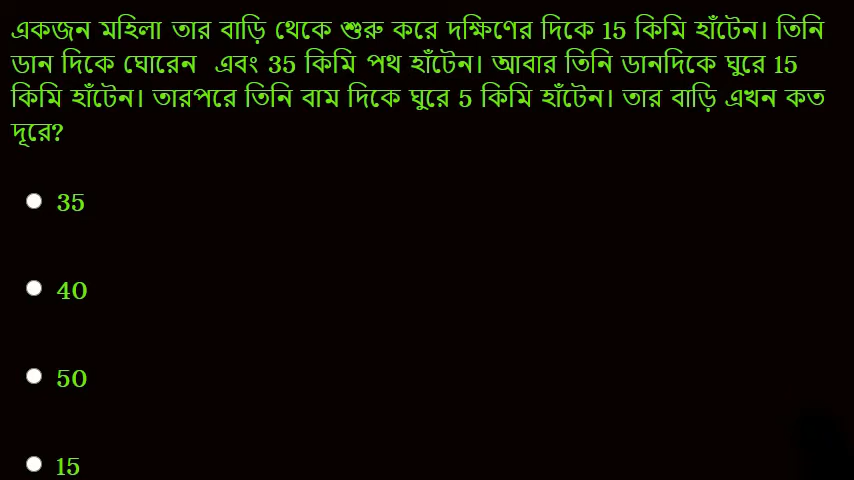 একজন মহিলা তার বাড়ি থেকে শুরু করে দক্ষিণের দিকে 15 কিমি হাঁটেন। তিনি
ডান দিকে ঘোরেন এবং 35 কিমি পথ হাঁটেন। আবার তিনি ডানদিকে ঘুরে 15
কিমি হাঁটেন। তারপরে তিনি বাম দিকে ঘুরে 5 কিমি হাঁটেন। তার বাড়ি এখন কত
দূরে?
35
40
50
15